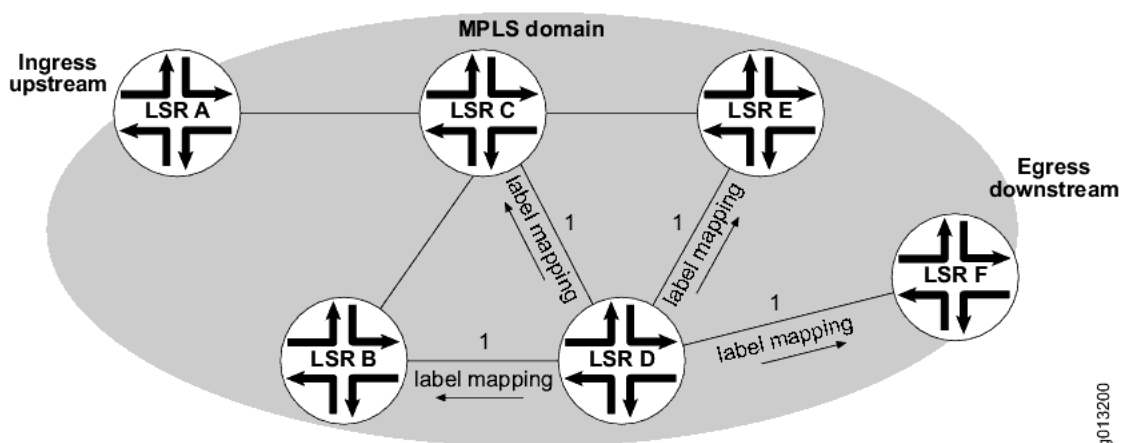 MPLS domain
Ingress
upstream
LSR A
LSR C
LSR E
Egress
downstream
label mapping
1
1
label mapping
LSR F
1
label mapping
LSR B
1
label mapping
LSR D
g013200